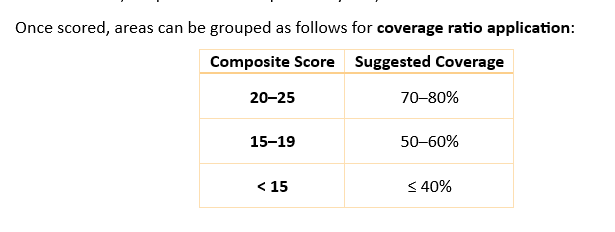 Once scored, areas can be grouped as follows for coverage ratio application:
Composite Score Suggested Coverage
20–25 70–80%
15–19 50–60%
< 15 ≤ 40%